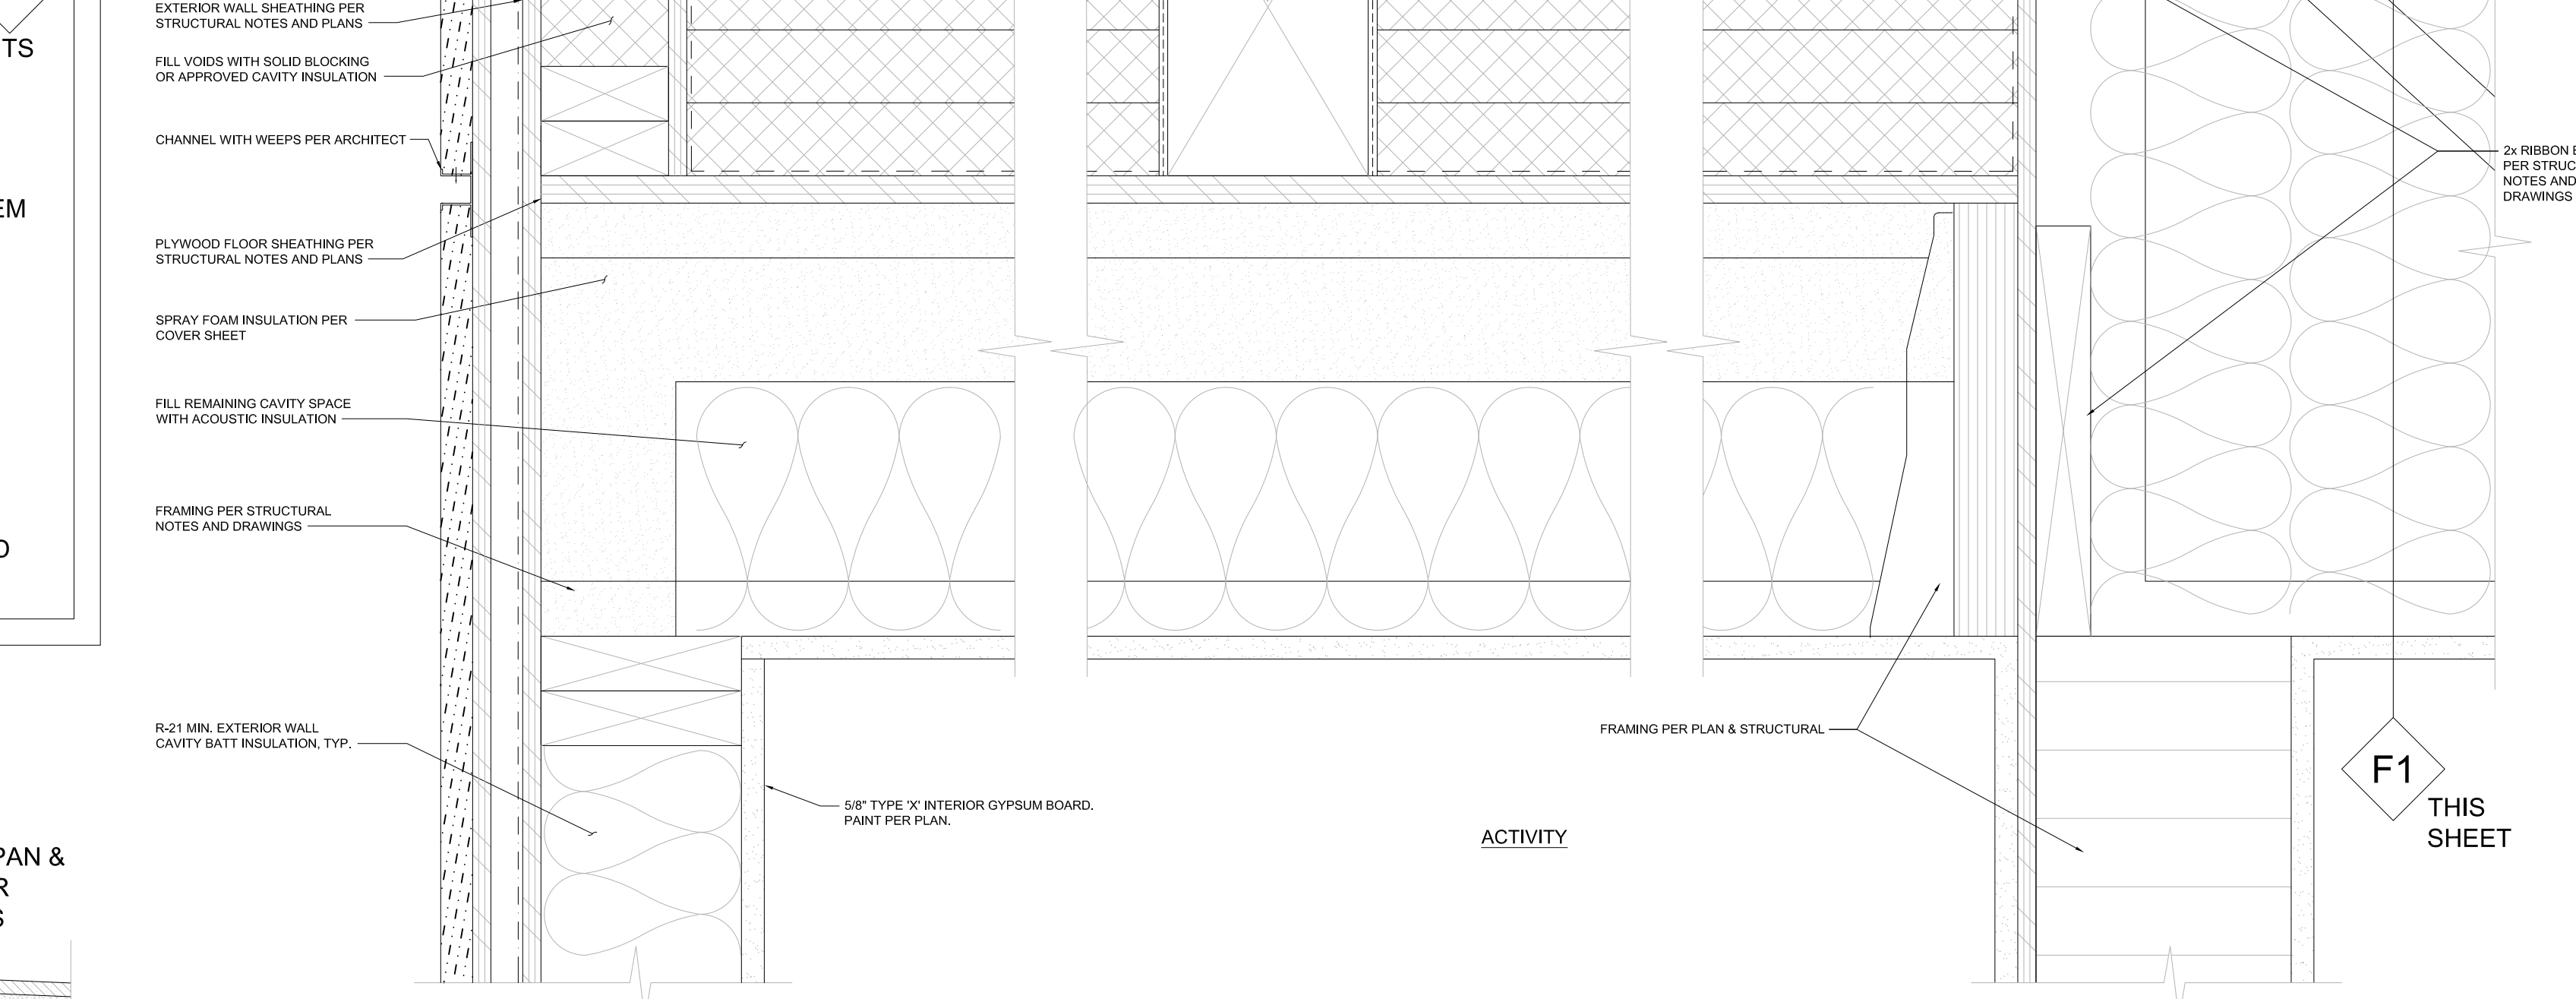 TS
EM
PAN &
EXTERIOR WALL SHEATHING PER
STRUCTURAL NOTES AND PLANS
FILL VOIDS WITH SOLID BLOCKING
OR APPROVED CAVITY INSULATION
CHANNEL WITH WEEPS PER ARCHITECT
PLYWOOD FLOOR SHEATHING PER
STRUCTURAL NOTES AND PLANS
SPRAY FOAM INSULATION PER
COVER SHEET
FILL REMAINING CAVITY SPACE
WITH ACOUSTIC INSULATION
FRAMING PER STRUCTURAL
NOTES AND DRAWINGS
R-21 MIN. EXTERIOR WALL
CAVITY BATT INSULATION, TYP.
5/8" TYPE 'X' INTERIOR GYPSUM BOARD.
PAINT PER PLAN.
ACTIVITY
FRAMING PER PLAN & STRUCTURAL
2x RIBBON
PER STRUC
NOTES AND
DRAWINGS
F1
THIS
SHEET